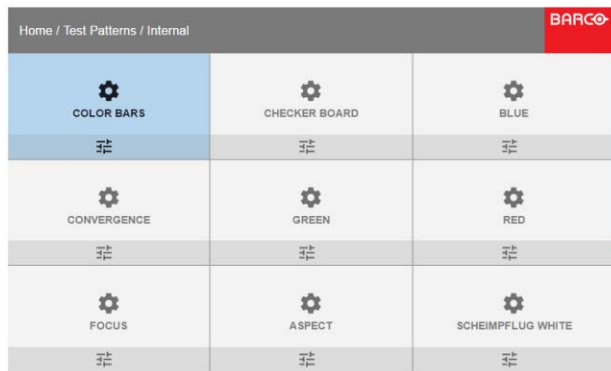 Home / Test Patterns / Internal
BARCO
COLOR BARS
CHECKER BOARD
BLUE
CONVERGENCE
GREEN
RED
FOCUS
ASPECT
SCHEIMPFLUG WHITE